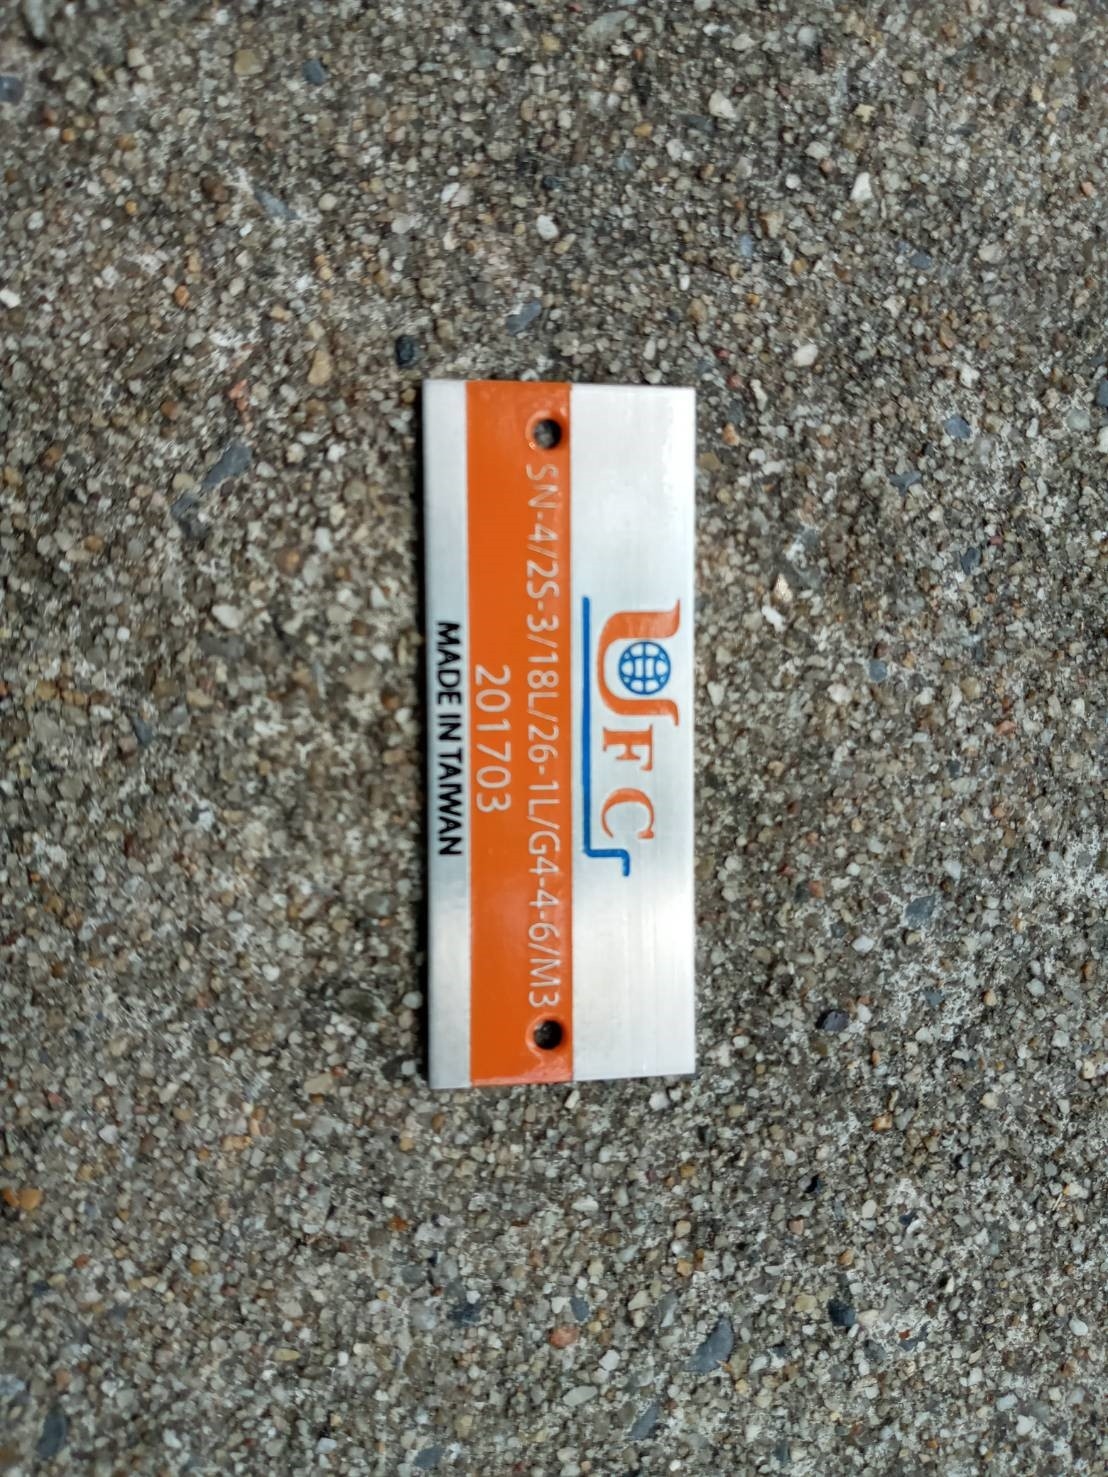 UFC
SN-4/2S-3/18L/26-1L/G4-4-6/M3
201703
MADE IN TAIWAN